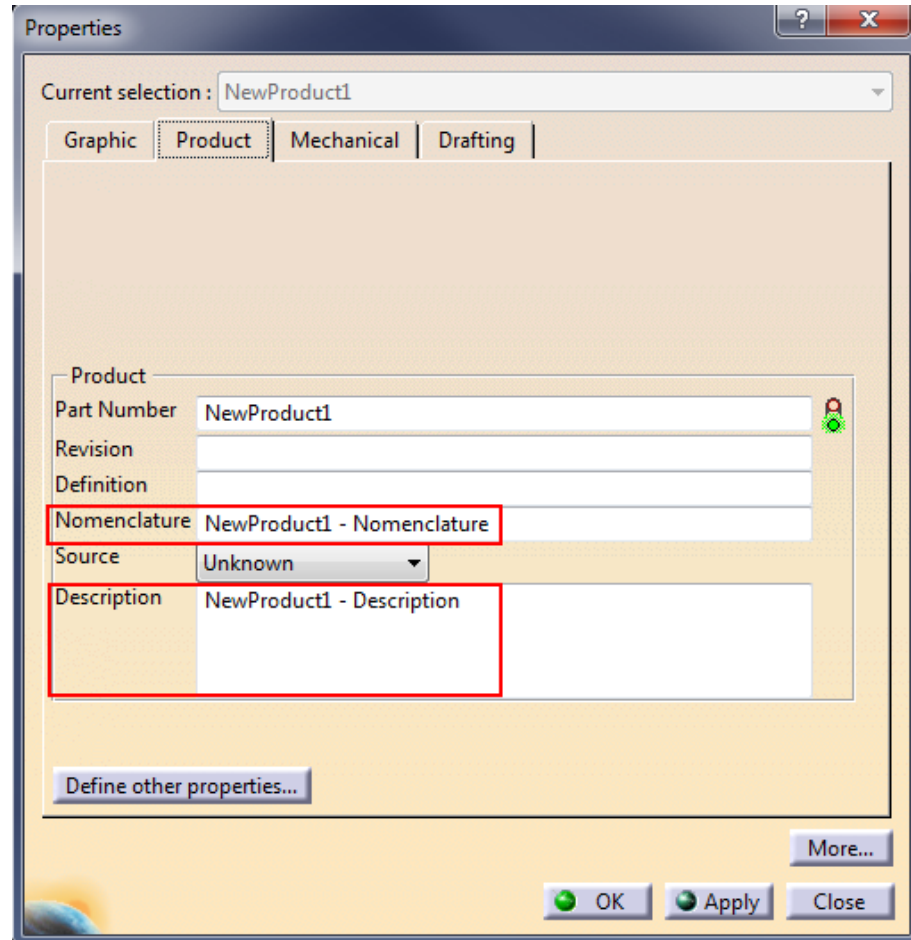 Properties
?
X
Current selection : NewProduct1
Graphic Product Mechanical Drafting
Product
Part Number NewProduct1
Revision
Definition
Nomenclature NewProduct1 - Nomenclature
Source Unknown
Description NewProduct1 - Description
Define other properties...
More...
OK Apply Close